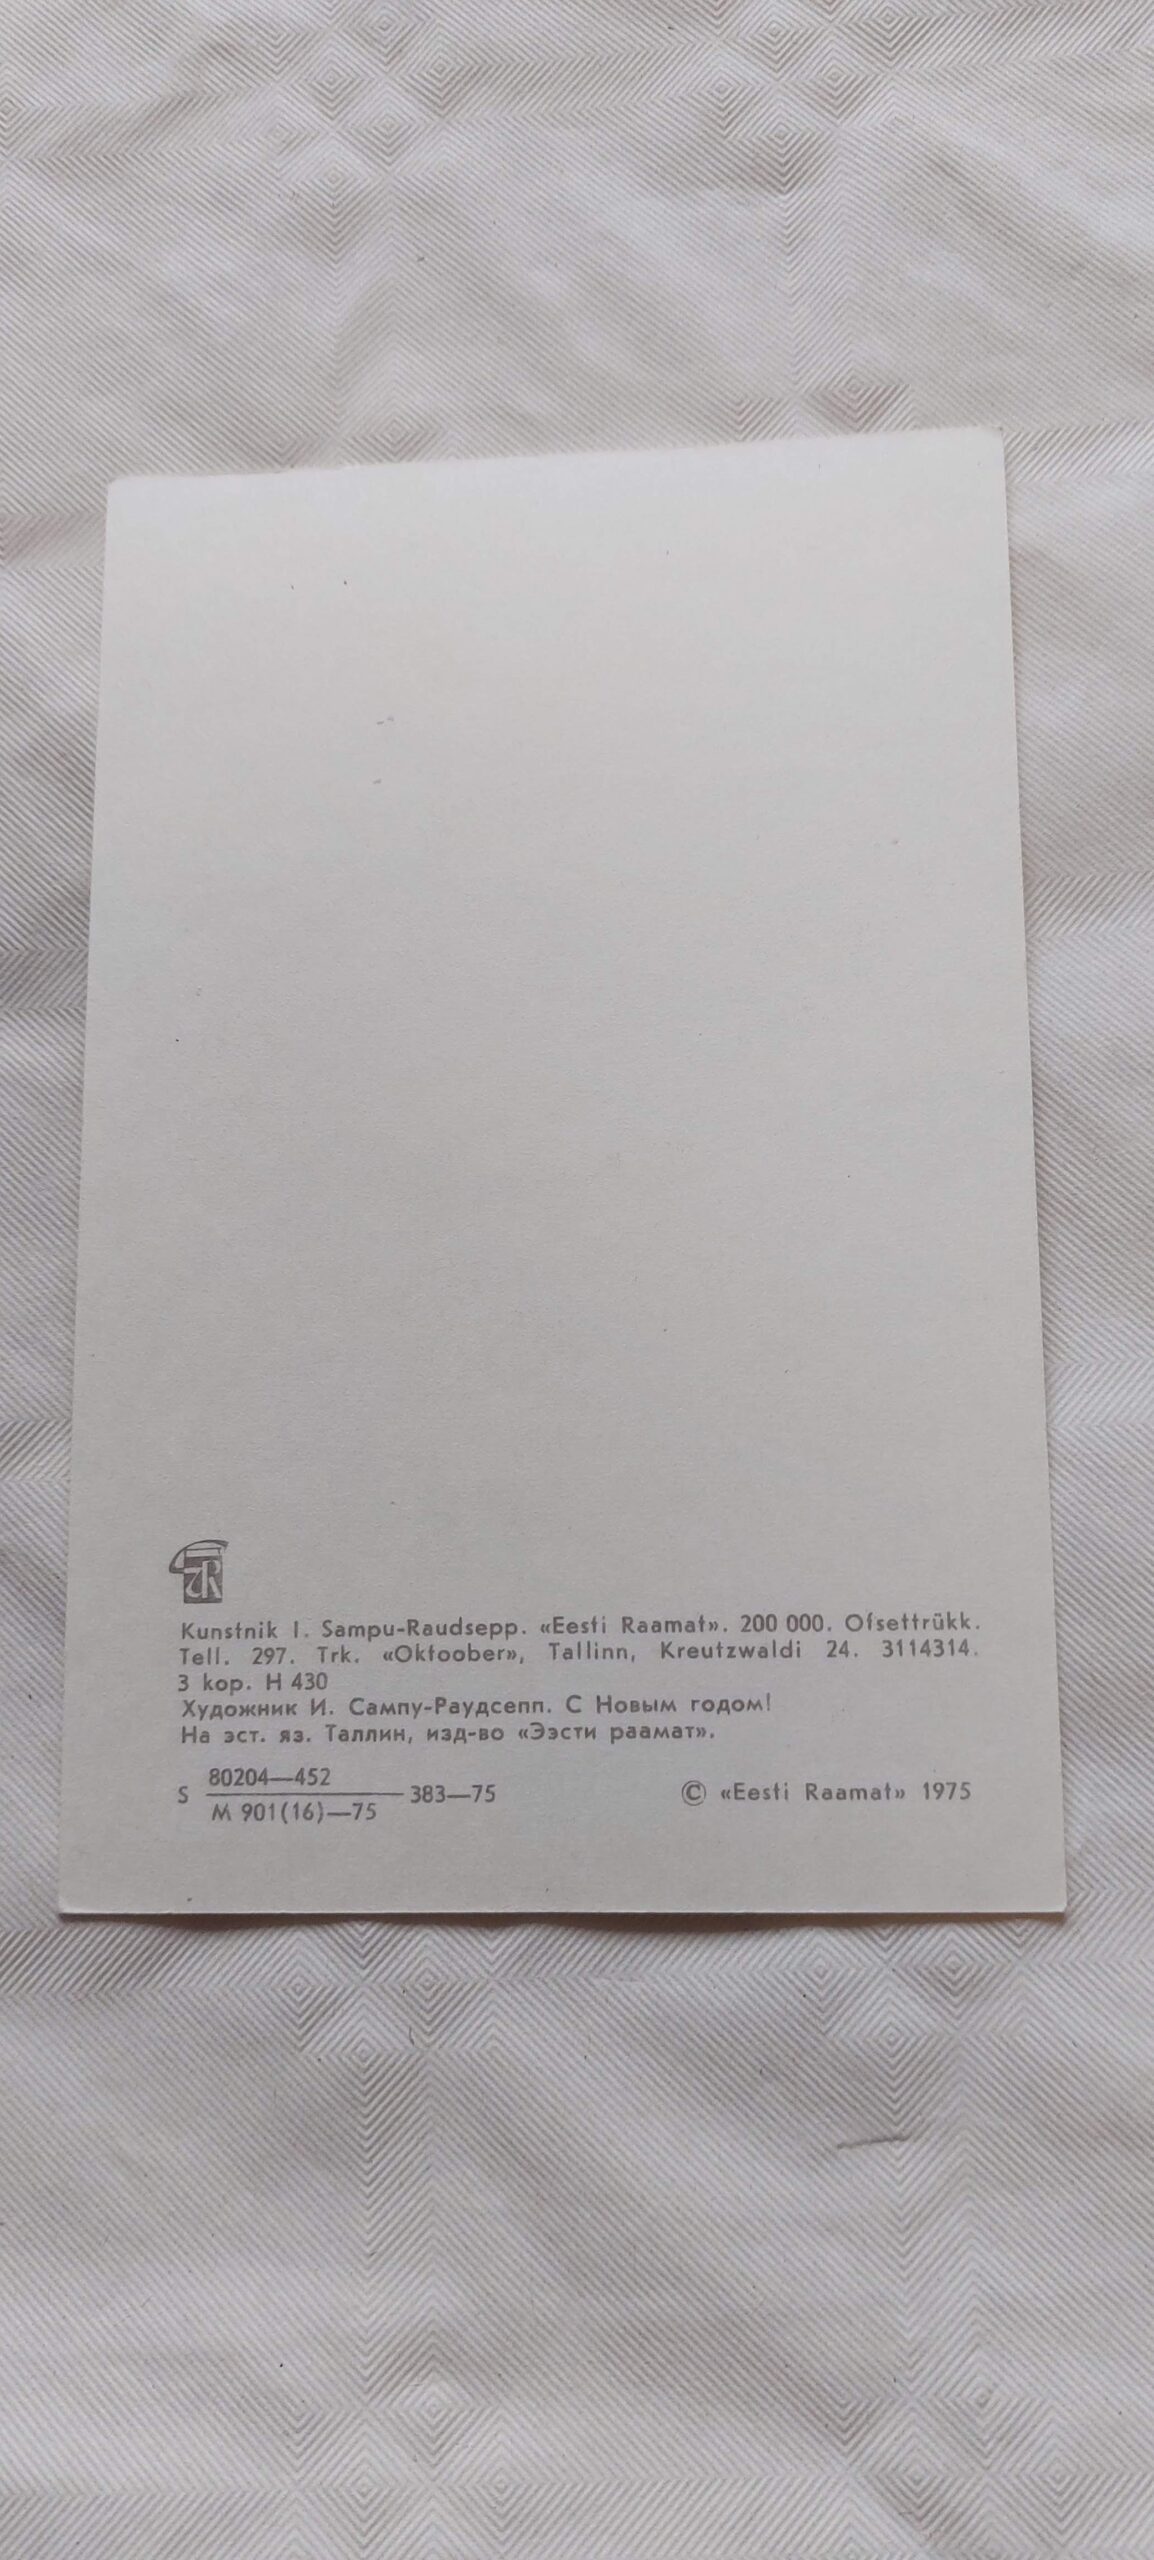 ER
Kunstnik I. Sampu-Raudsepp. «Eesti Raamat». 200 000. Ofsettrükk.
Tell. 297. Trk. «Oktoober», Tallinn, Kreutzwaldi 24. 3114314.
3 kop. H 430
Художник И. Сампу-Раудсепп. С Новым годом!
На эст. яз. Таллин, изд-во «Ээсти раамат».
S 80204—452
М 901(16)—75 383—75
© «Eesti Raamat» 1975